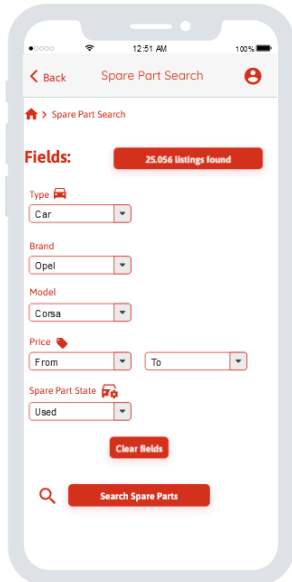 12:51 AM 100%
Back Spare Part Search
> Spare Part Search
Fields: 25.056 listings found
Type
Car
Brand
Opel
Model
Corsa
Price
From To
Spare Part State
Used
Clear fields
Search Spare Parts